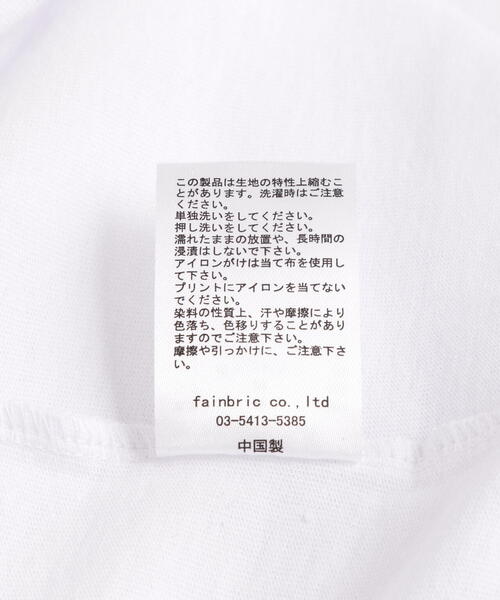 この製品は生地の特性上縮むこ
とがあります。洗濯時はご注意
ください。
単独洗いをしてください。
押し洗いをしてください。
濡れたままの放置や、長時間の
浸漬はしないで下さい。
アイロンがけは当て布を使用し
て下さい。
プリントにアイロンを当てない
でください。
染料の性質上、汗や摩擦により
色落ち、色移りすることがあり
ますのでご注意下さい。
摩擦や引っかけに、ご注意下さ
い。
fainbric co.,ltd
03-5413-5385
中国製